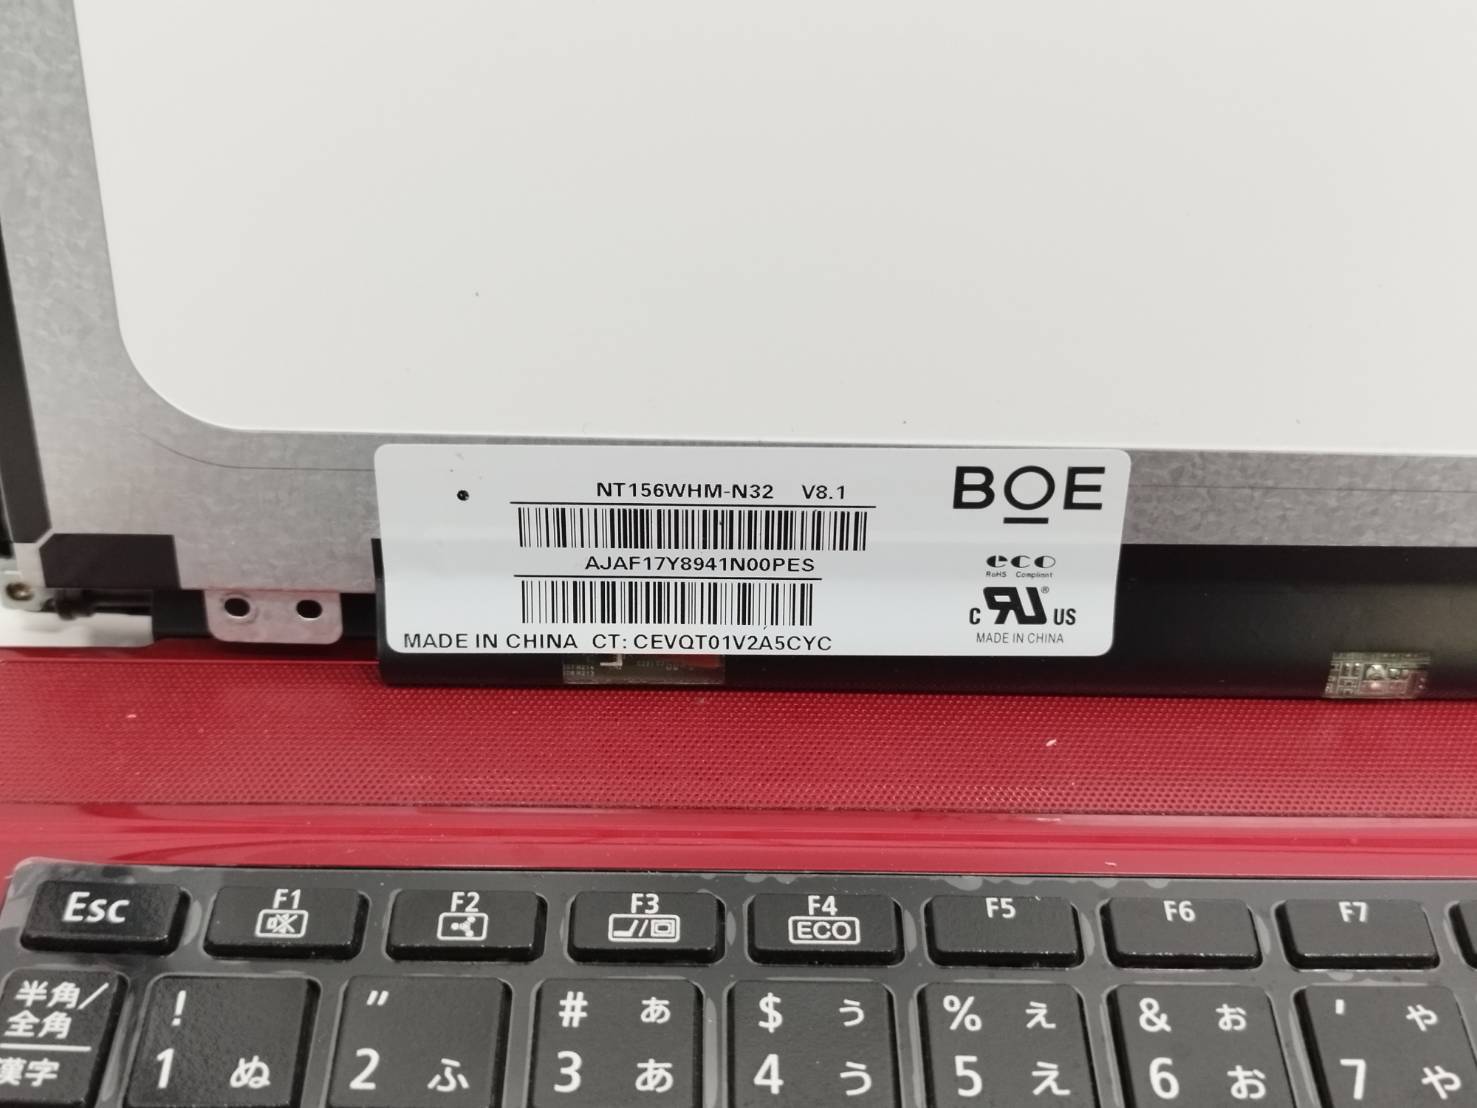 NT156WHM-N32 V8.1
BOE
AJAF17Y8941N00PES
eco
RoHS Compliant
c RU® US
MADE IN CHINA
MADE IN CHINA CT: CEVQT01V2A5CYC
Esc
F1
F2
F3
F4
F5
F6
F7
ECO
半角/
全角
漢字
! " # ぁ $ ぅ % ぇ & ぉ ' ゃ
1 ぬ 2 ふ 3 あ 4 う 5 え 6 お 7 や